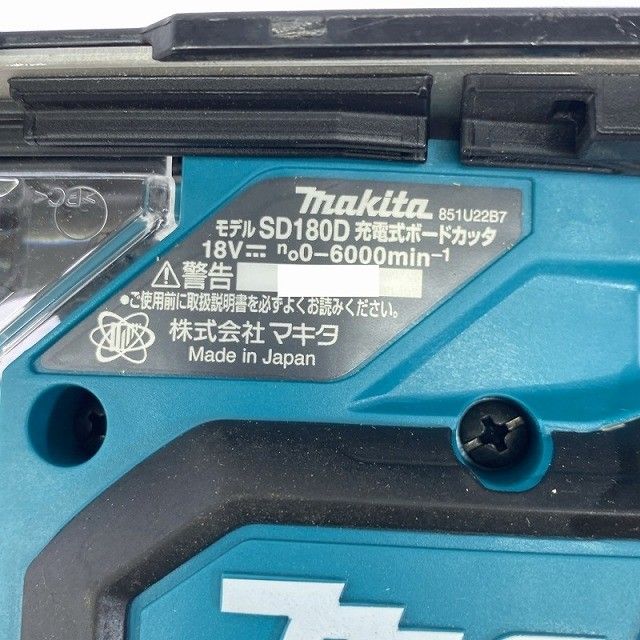 makita 851U22B7
モデル SD180D 充電式ボードカッタ
18V⎓ n₀0-6000min⁻¹
⚠警告
●ご使用前に取扱説明書を必ずよくお読みください。
株式会社 マキタ
Made in Japan
>PC<